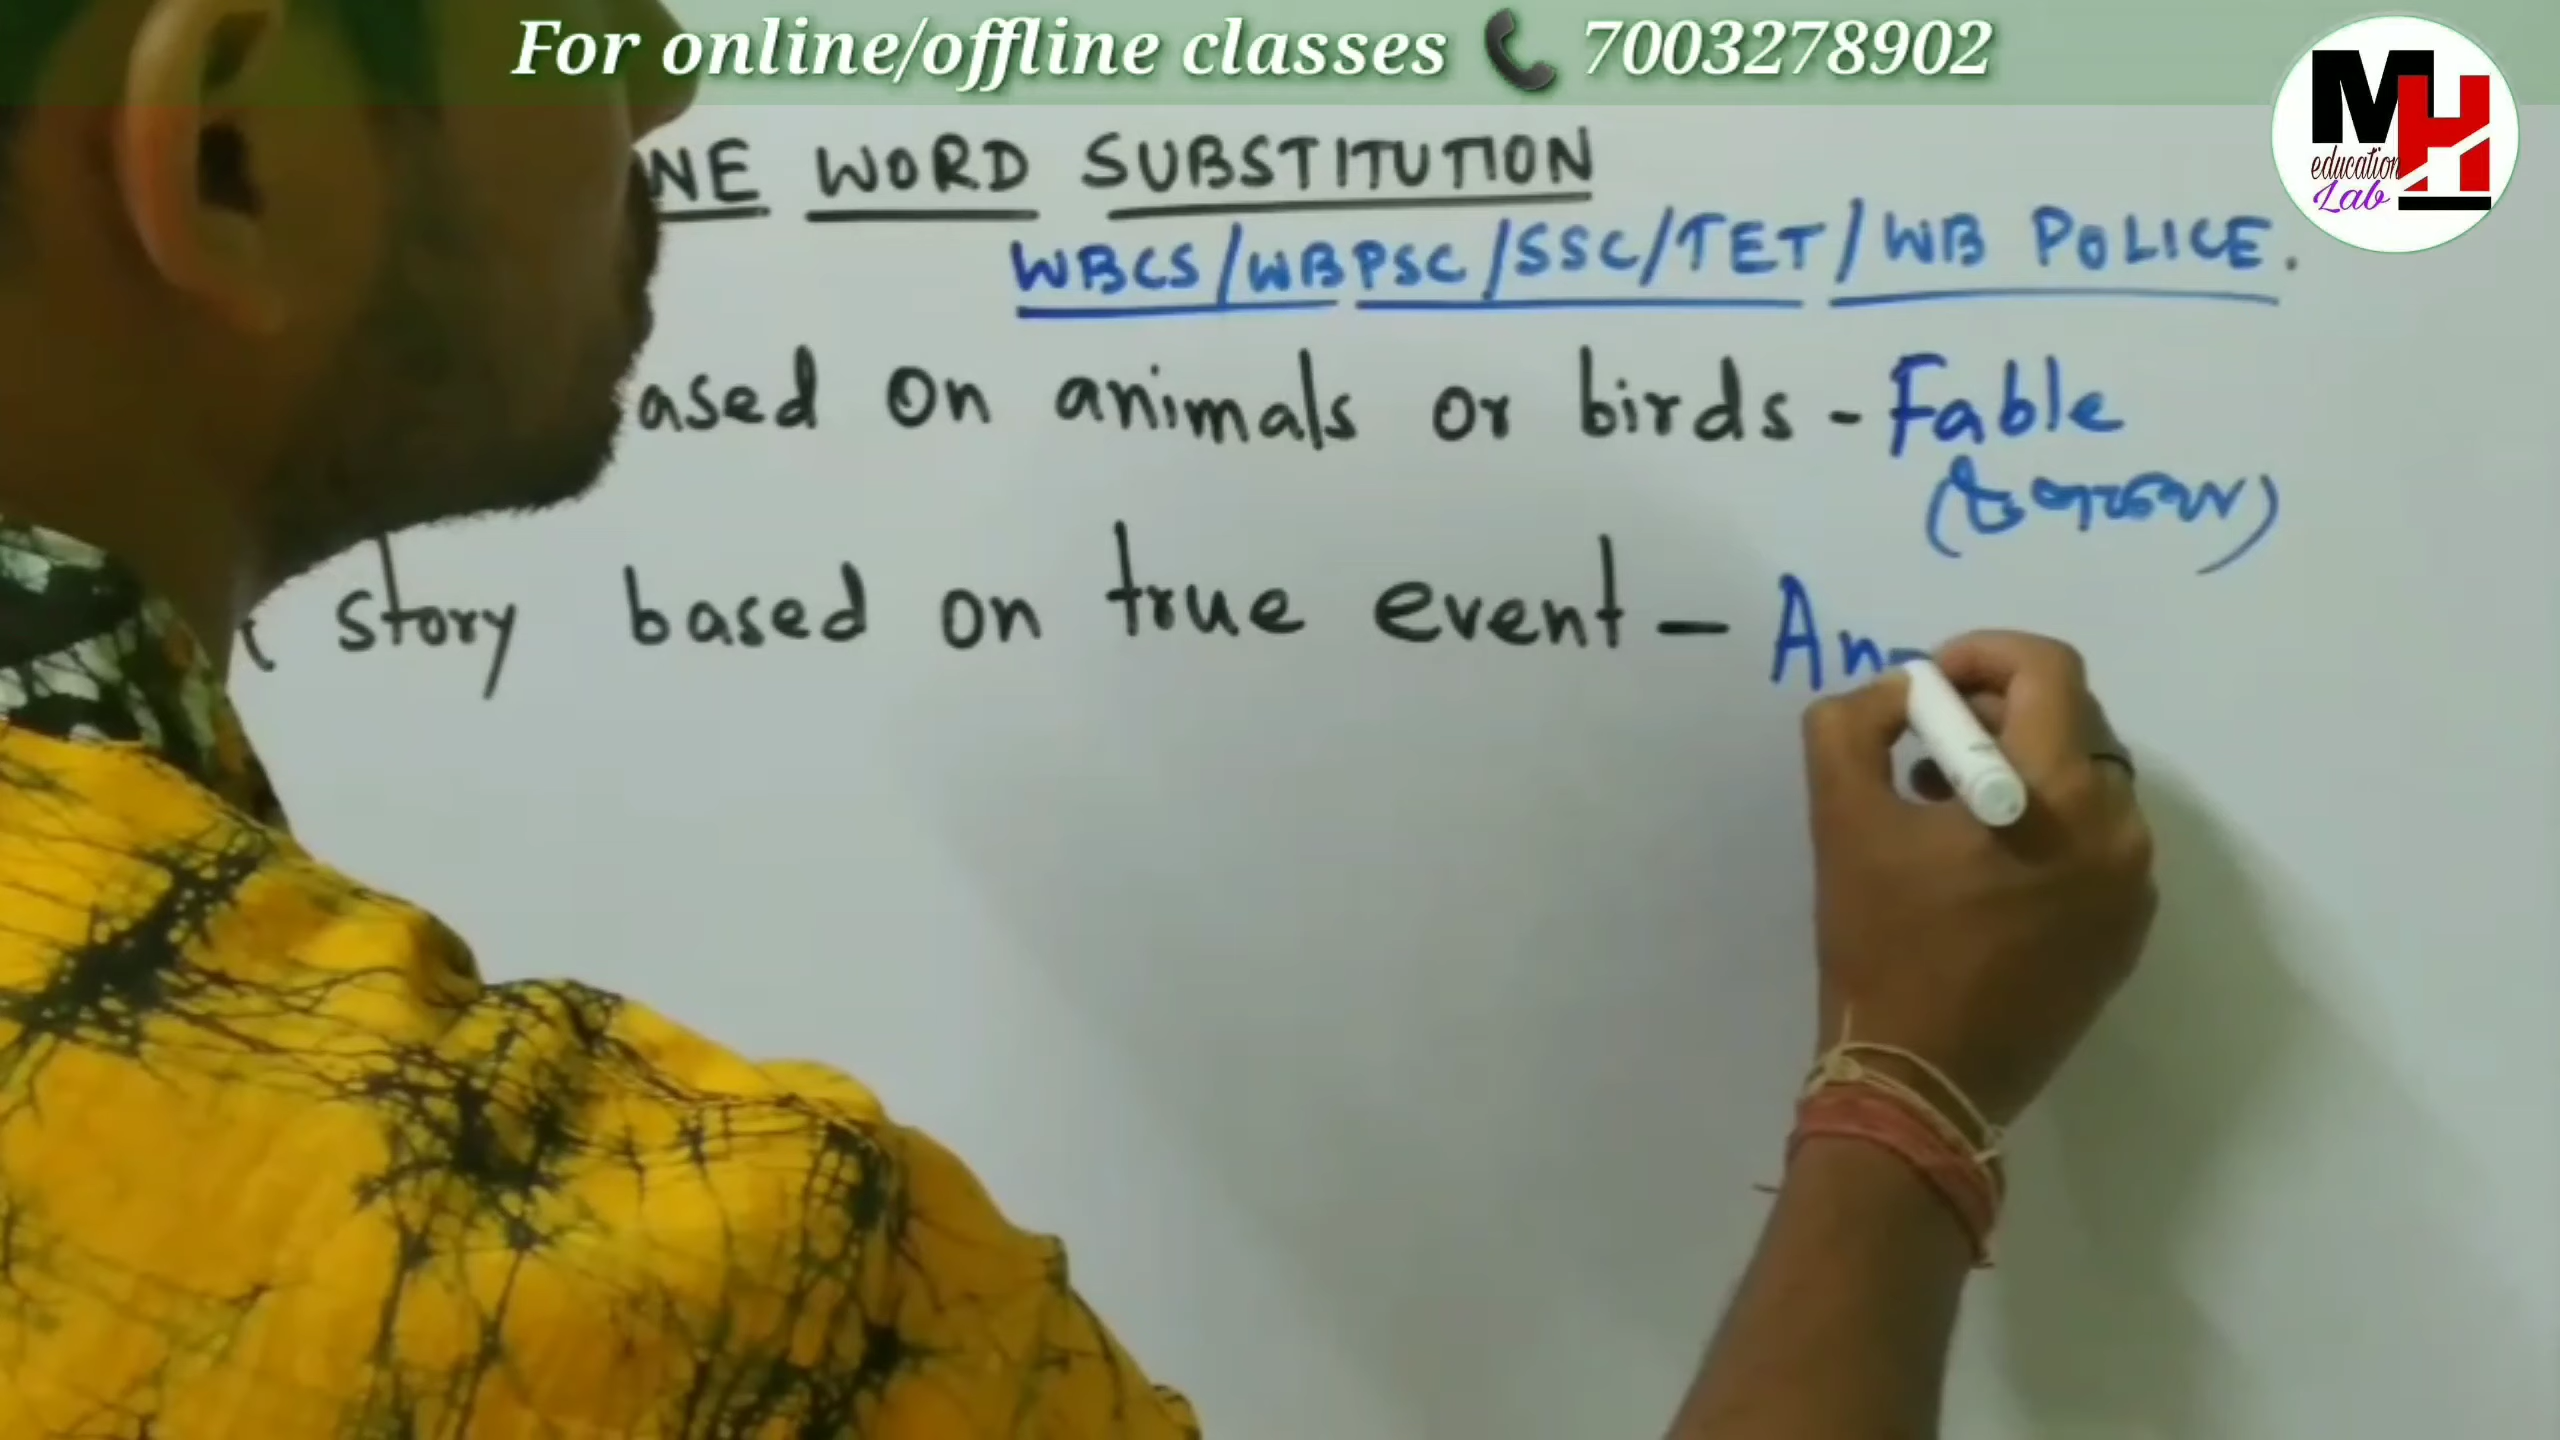 For online/offline classes 📞 7003278902
MH
education
Lab
NE WORD SUBSTITUTION
WBCS/WBPSC/SSC/TET/WB POLICE.
ased on animals or birds - Fable
story based on true event - An